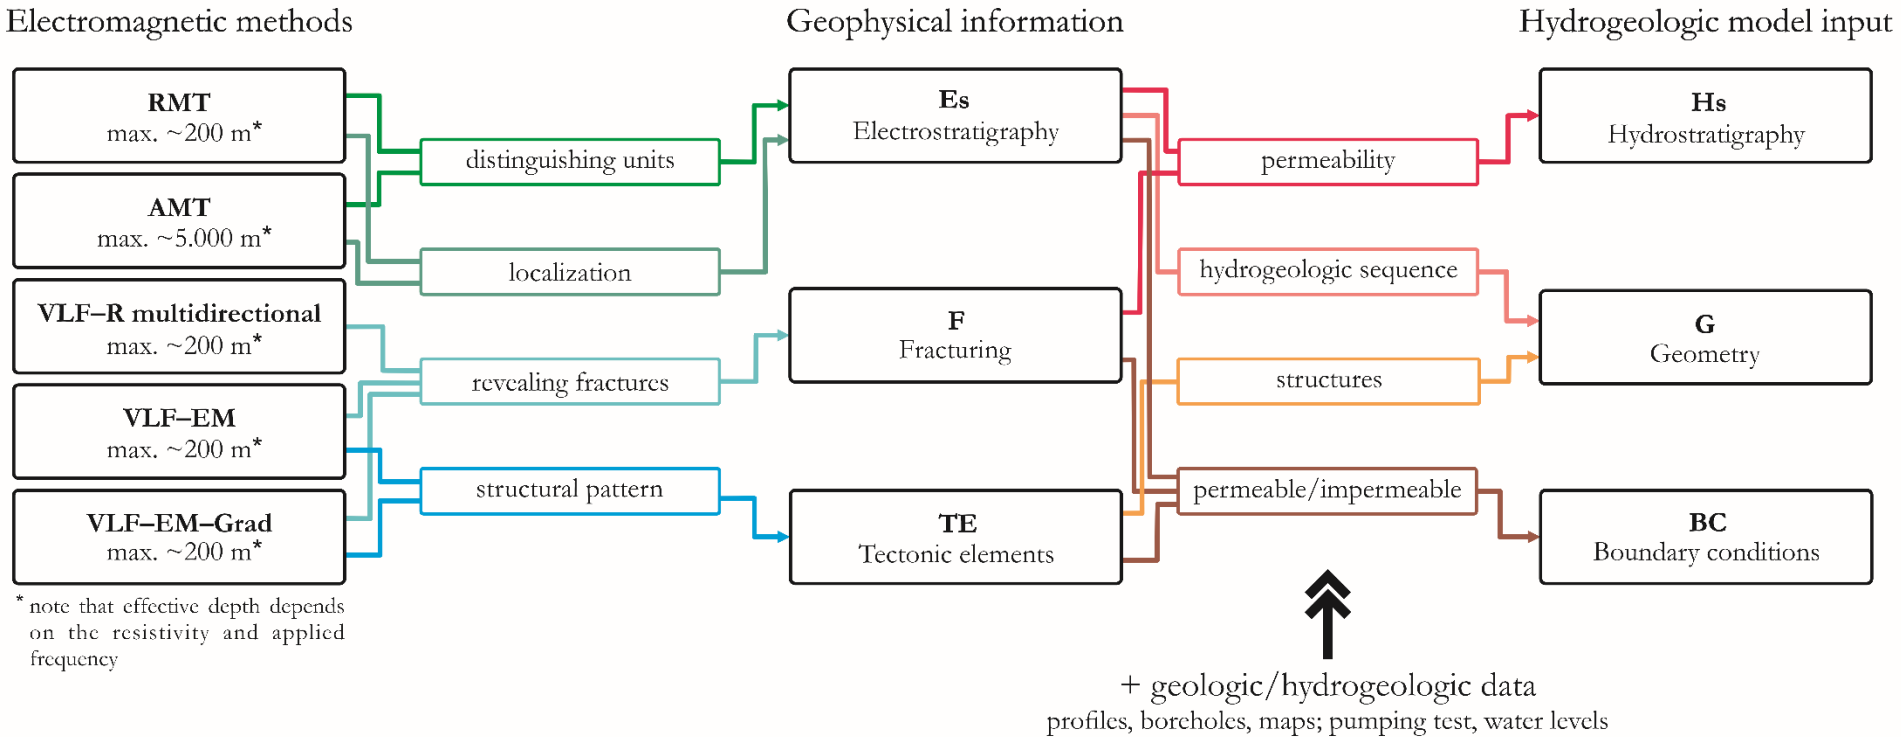 Electromagnetic methods
Geophysical information
Hydrogeologic model input
RMT
max. ~200 m*
AMT
max. ~5.000 m*
VLF–R multidirectional
max. ~200 m*
VLF–EM
max. ~200 m*
VLF–EM–Grad
max. ~200 m*
* note that effective depth depends
on the resistivity and applied
frequency
distinguishing units
localization
revealing fractures
structural pattern
Es
Electrostratigraphy
F
Fracturing
TE
Tectonic elements
permeability
hydrogeologic sequence
structures
permeable/impermeable
Hs
Hydrostratigraphy
G
Geometry
BC
Boundary conditions
+ geologic/hydrogeologic data
profiles, boreholes, maps; pumping test, water levels